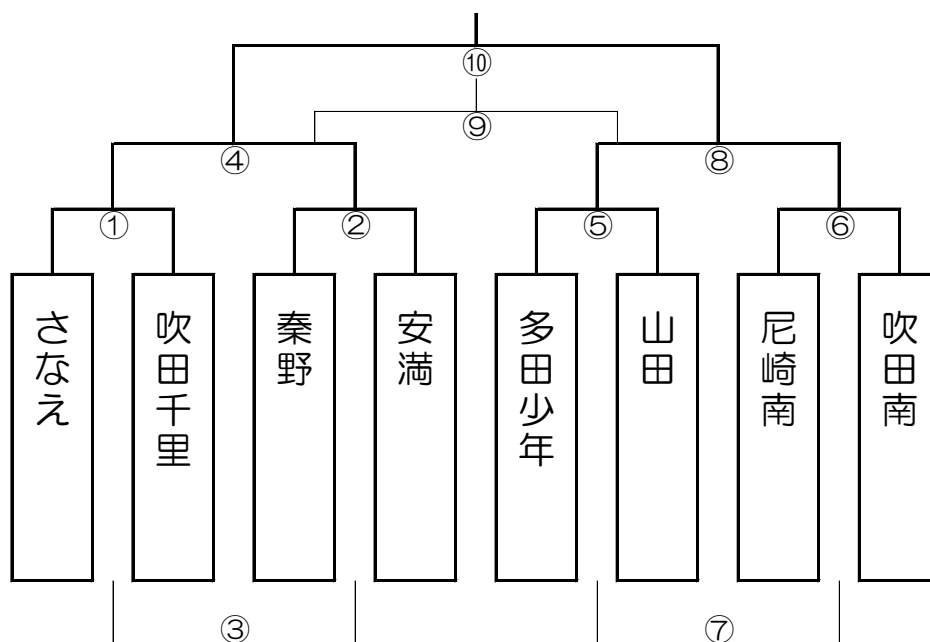 ⑩
⑨
④
⑧
①
②
⑤
⑥
さなえ
吹田千里
秦野
安満
多田少年
山田
尼崎南
吹田南
③
⑦